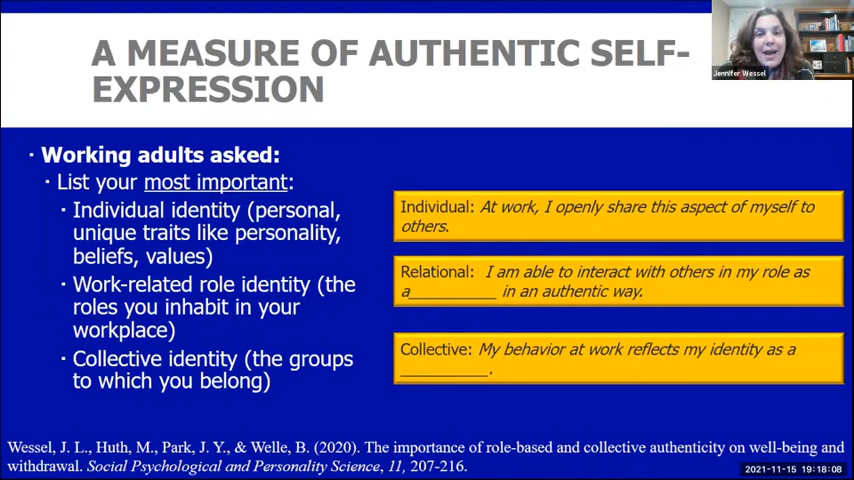 A MEASURE OF AUTHENTIC SELF-
EXPRESSION
Jennifer Wessel
· Working adults asked:
· List your most important:
· Individual identity (personal,
unique traits like personality,
beliefs, values)
· Work-related role identity (the
roles you inhabit in your
workplace)
· Collective identity (the groups
to which you belong)
Individual: At work, I openly share this aspect of myself to
others.
Relational: I am able to interact with others in my role as
a__________ in an authentic way.
Collective: My behavior at work reflects my identity as a
__________.
Wessel, J. L., Huth, M., Park, J. Y., & Welle, B. (2020). The importance of role-based and collective authenticity on well-being and
withdrawal. Social Psychological and Personality Science, 11, 207-216.
2021-11-15 19:18:08